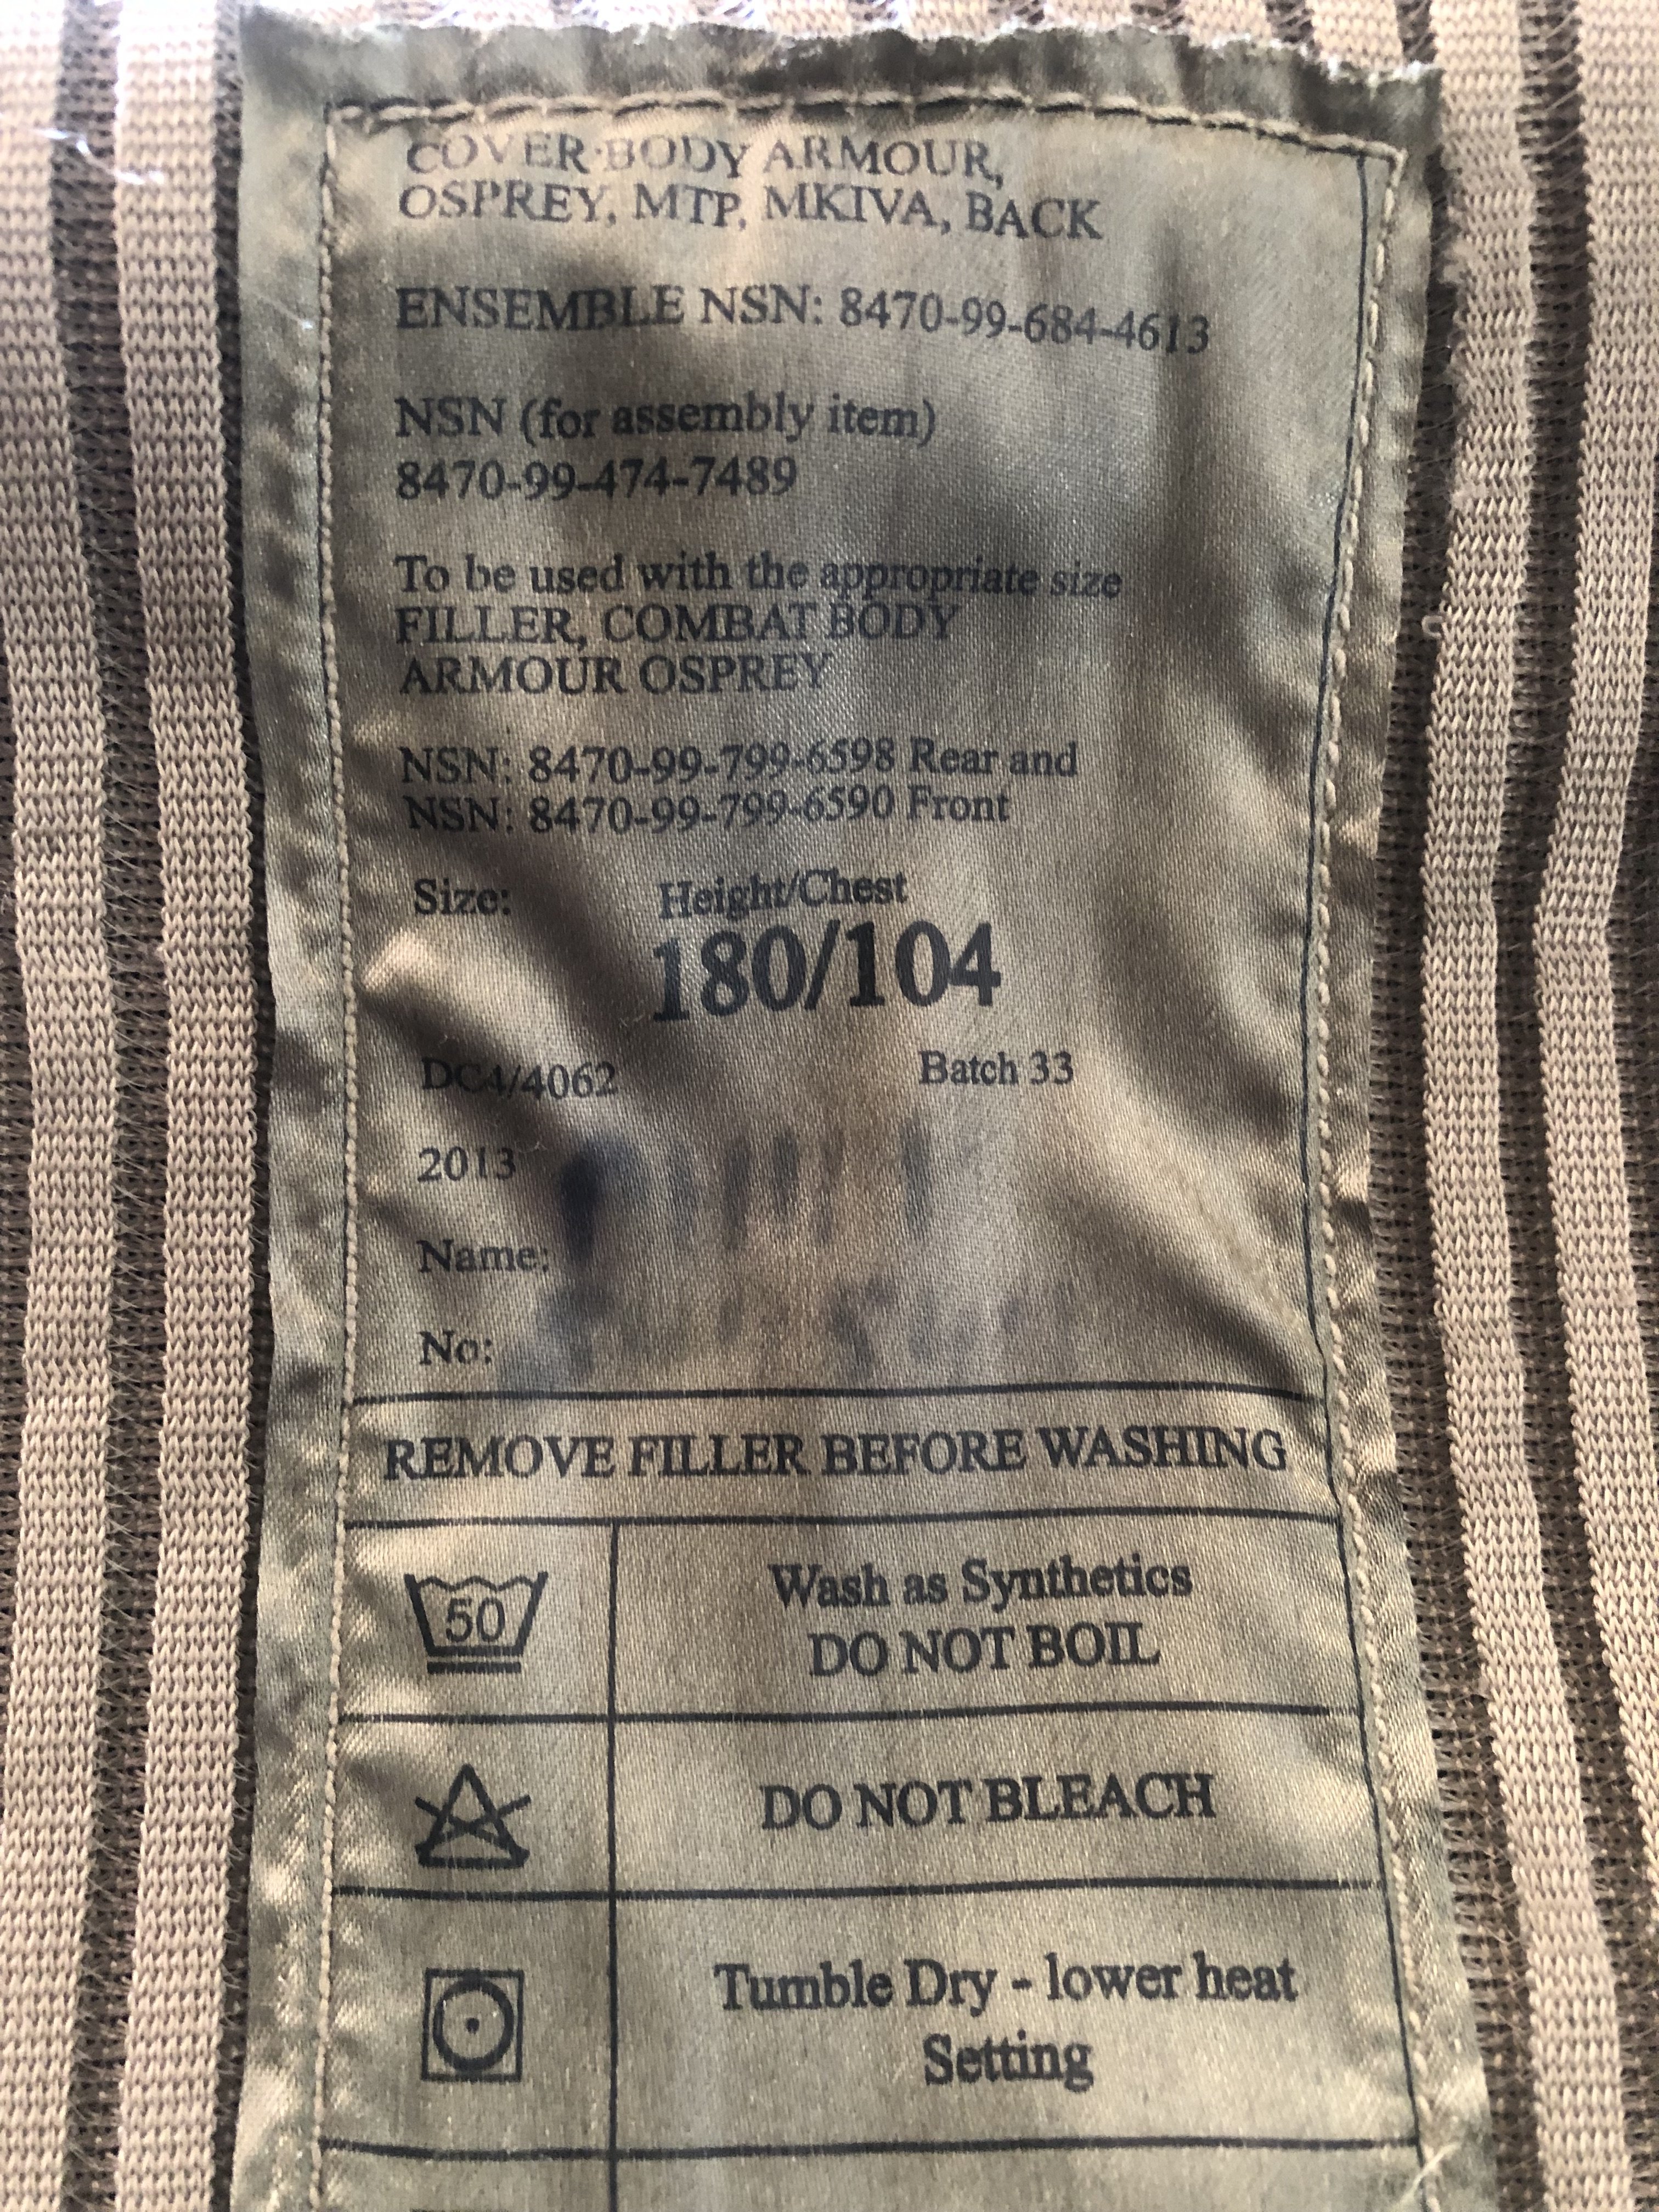 COVER BODY ARMOUR,
OSPREY, MTP, MKIVA, BACK
ENSEMBLE NSN: 8470-99-684-4613
NSN (for assembly item)
8470-99-474-7489
To be used with the appropriate size
FILLER, COMBAT BODY
ARMOUR OSPREY
NSN: 8470-99-799-6598 Rear and
NSN: 8470-99-799-6590 Front
Size: Height/Chest
180/104
DC4/4062 Batch 33
2013
Name:
No:
REMOVE FILLER BEFORE WASHING
50 Wash as Synthetics
DO NOT BOIL
DO NOT BLEACH
Tumble Dry - lower heat
Setting